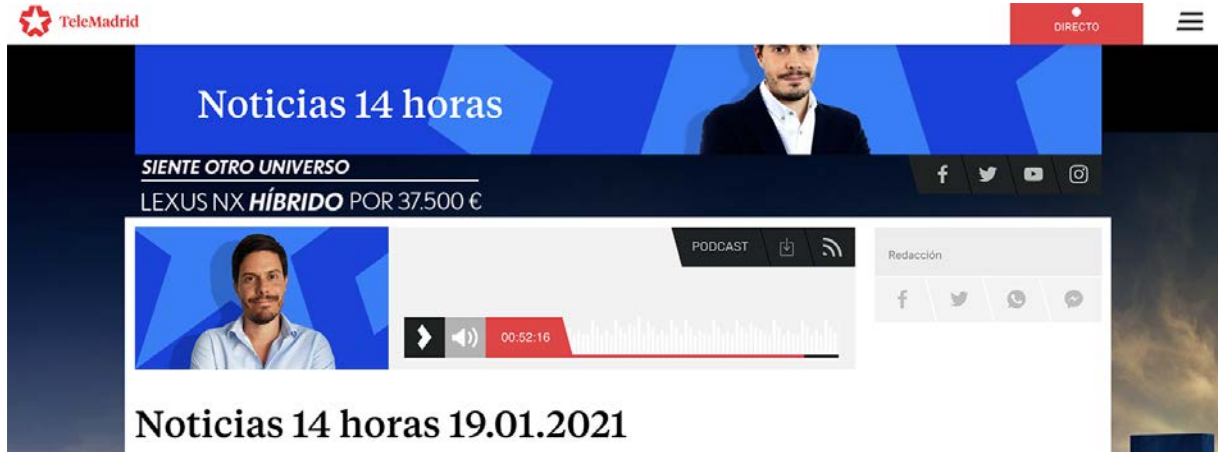 TeleMadrid
DIRECTO
Noticias 14 horas
SIENTE OTRO UNIVERSO
LEXUS NX HÍBRIDO POR 37.500 €
PODCAST
Redacción
00:52:16
Noticias 14 horas 19.01.2021